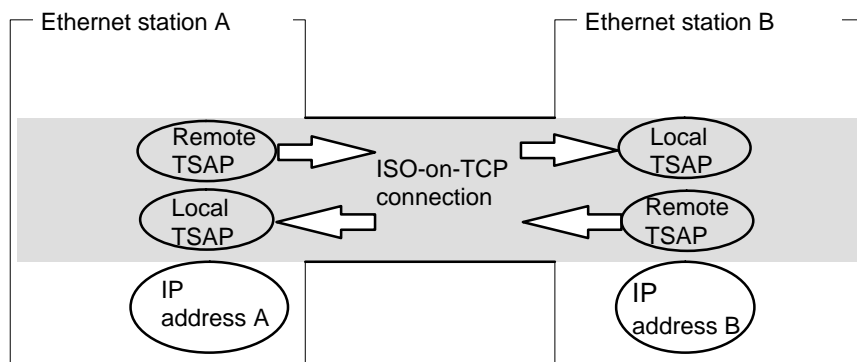 Ethernet station A
Ethernet station B
Remote
TSAP
Local
TSAP
ISO-on-TCP
connection
Local
TSAP
Remote
TSAP
IP
address A
IP
address B